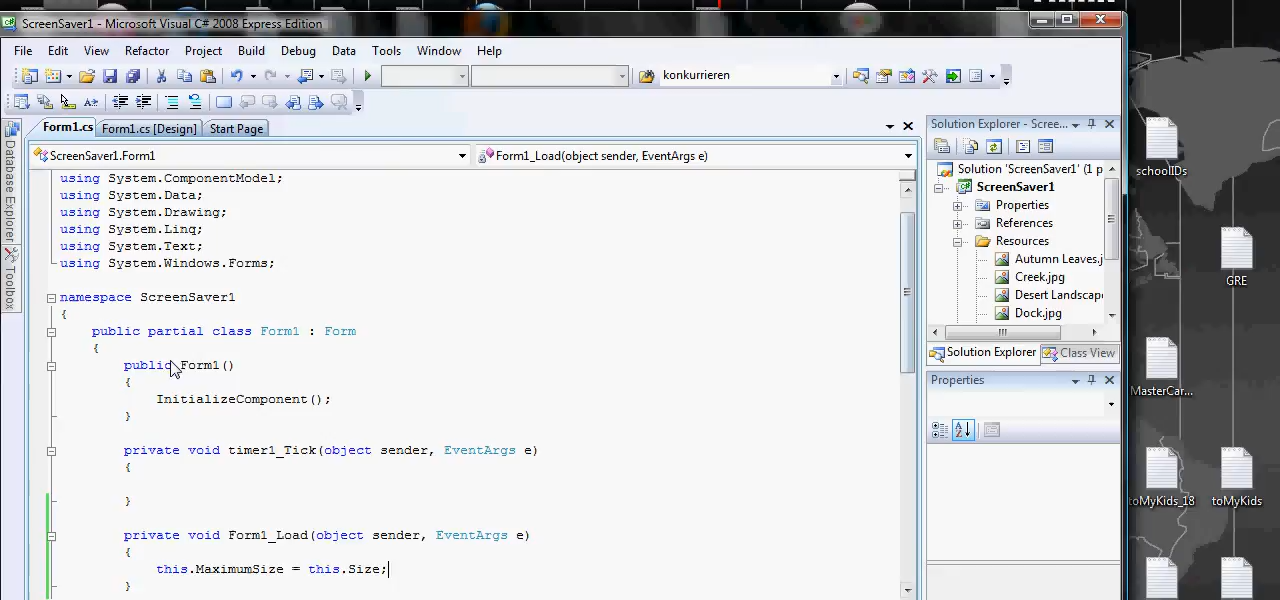 ScreenSaver1 - Microsoft Visual C# 2008 Express Edition
File Edit View Refactor Project Build Debug Data Tools Window Help
konkurrieren
Form1.cs Form1.cs [Design] Start Page
ScreenSaver1.Form1 Form1_Load(object sender, EventArgs e)
Database Explorer
Toolbox
using System.ComponentModel;
using System.Data;
using System.Drawing;
using System.Linq;
using System.Text;
using System.Windows.Forms;
namespace ScreenSaver1
{
public partial class Form1 : Form
{
public Form1()
{
InitializeComponent();
}
private void timer1_Tick(object sender, EventArgs e)
{
}
private void Form1_Load(object sender, EventArgs e)
{
this.MaximumSize = this.Size;
}
Solution Explorer - Scree...
Solution 'ScreenSaver1' (1 p
ScreenSaver1
Properties
References
Resources
Autumn Leaves.j
Creek.jpg
Desert Landscap
Dock.jpg
Solution Explorer Class View
Properties
schoolIDs
GRE
MasterCar...
toMyKids_18
toMyKids